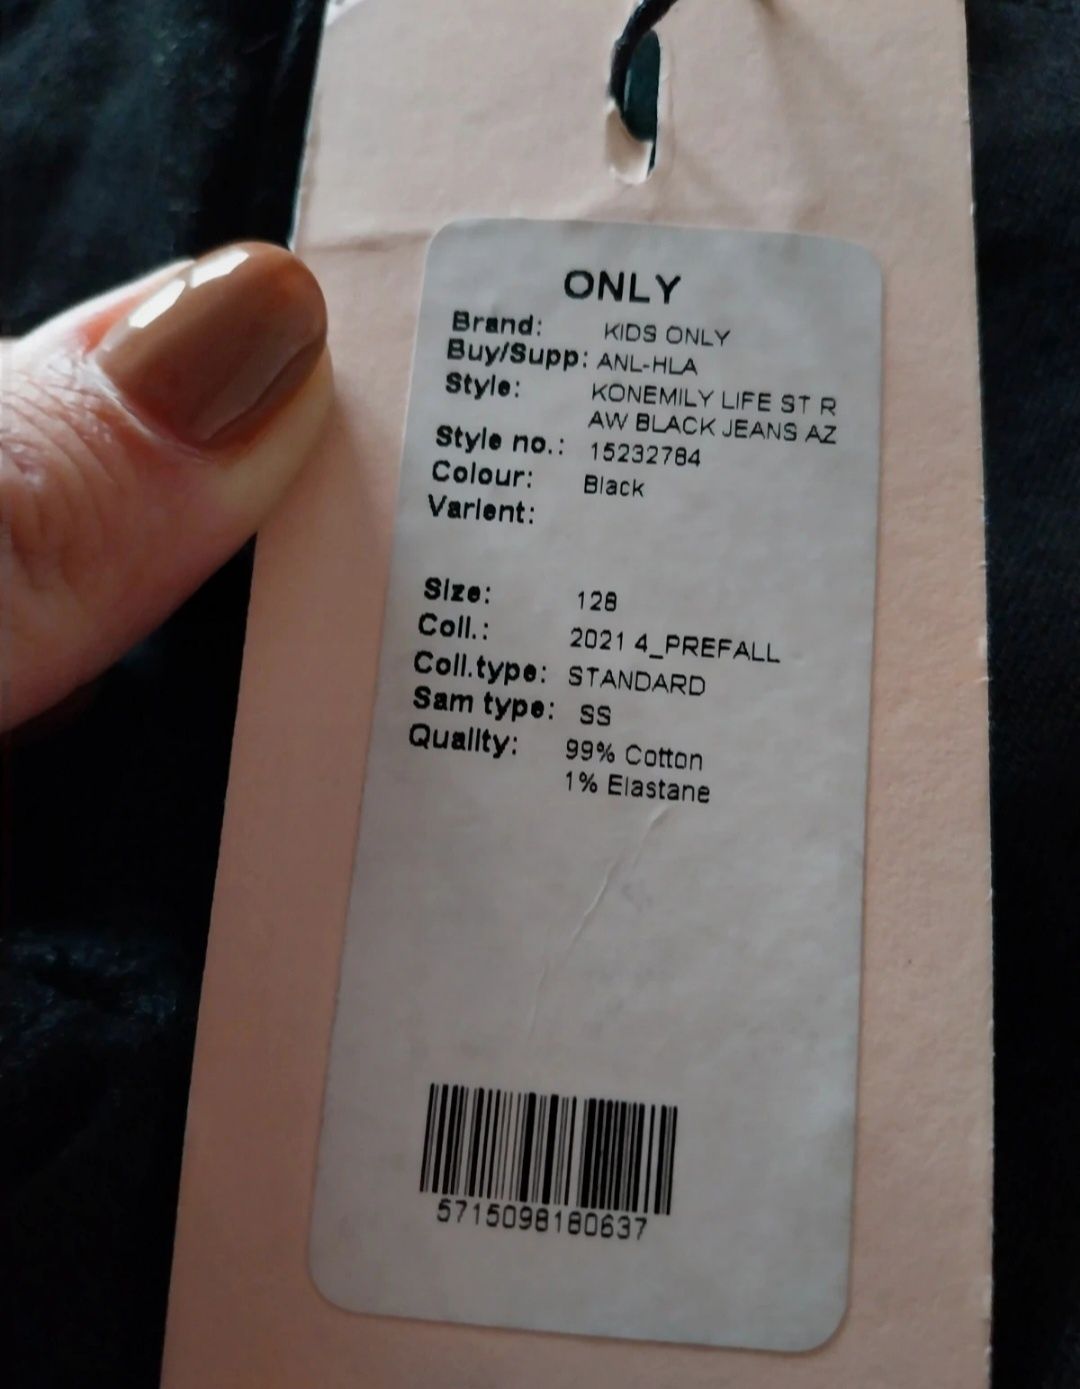 ONLY
Brand: KIDS ONLY
Buy/Supp: ANL-HLA
Style: KONEMILY LIFE ST R
AW BLACK JEANS AZ
Style no.: 15232784
Colour: Black
Varient:
Size: 128
Coll.: 2021 4_PREFALL
Coll.type: STANDARD
Sam type: SS
Quality: 99% Cotton
1% Elastane
5715098180637